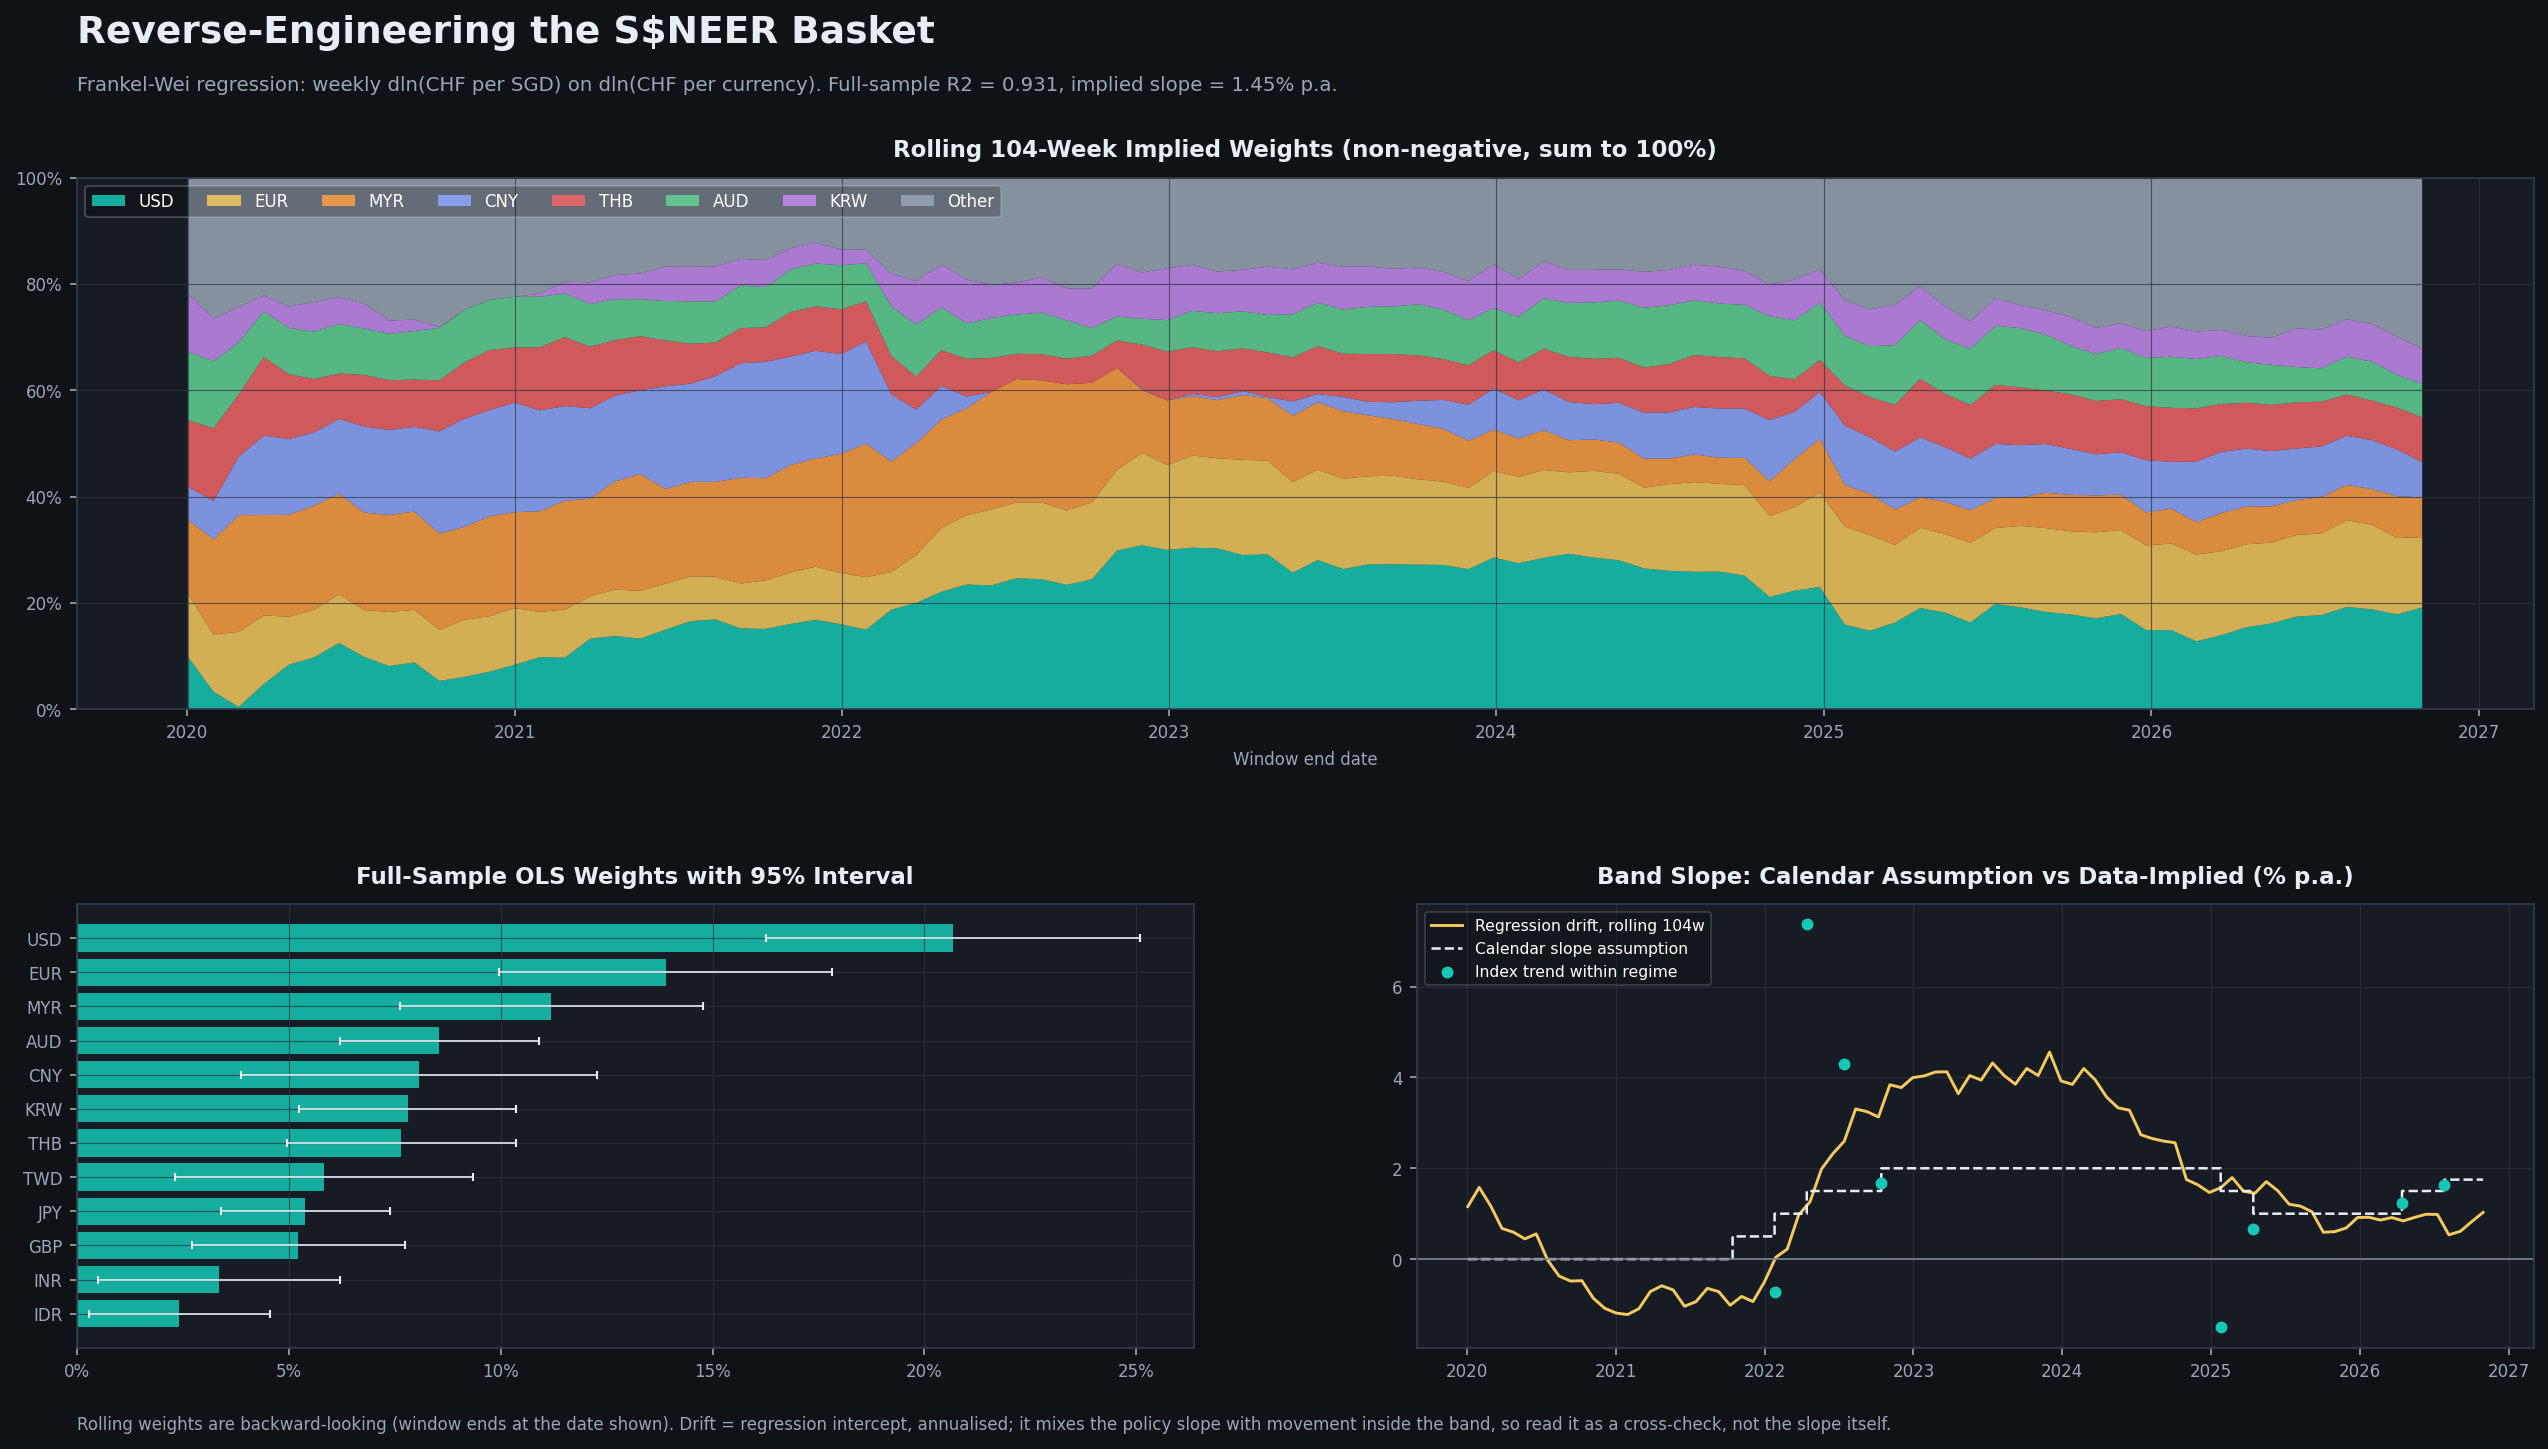 Reverse-Engineering the S$NEER Basket
Frankel-Wei regression: weekly dln(CHF per SGD) on dln(CHF per currency). Full-sample R2 = 0.931, implied slope = 1.45% p.a.
Rolling 104-Week Implied Weights (non-negative, sum to 100%)
USD EUR MYR CNY THB AUD KRW Other
100%
80%
60%
40%
20%
0%
2020 2021 2022 2023 2024 2025 2026 2027
Window end date
Full-Sample OLS Weights with 95% Interval
USD
EUR
MYR
AUD
CNY
KRW
THB
TWD
JPY
GBP
INR
IDR
0% 5% 10% 15% 20% 25%
Band Slope: Calendar Assumption vs Data-Implied (% p.a.)
Regression drift, rolling 104w
Calendar slope assumption
Index trend within regime
6
4
2
0
2020 2021 2022 2023 2024 2025 2026 2027
Rolling weights are backward-looking (window ends at the date shown). Drift = regression intercept, annualised; it mixes the policy slope with movement inside the band, so read it as a cross-check, not the slope itself.